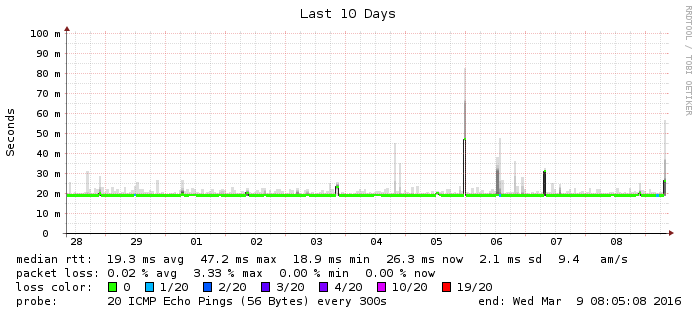 Last 10 Days
RRDTOOL / TOBI OETIKER
Seconds
100 m
90 m
80 m
70 m
60 m
50 m
40 m
30 m
20 m
10 m
0
28 29 01 02 03 04 05 06 07 08
median rtt: 19.3 ms avg 47.2 ms max 18.9 ms min 26.3 ms now 2.1 ms sd 9.4 am/s
packet loss: 0.02 % avg 3.33 % max 0.00 % min 0.00 % now
loss color: 0 1/20 2/20 3/20 4/20 10/20 19/20
probe: 20 ICMP Echo Pings (56 Bytes) every 300s end: Wed Mar 9 08:05:08 2016